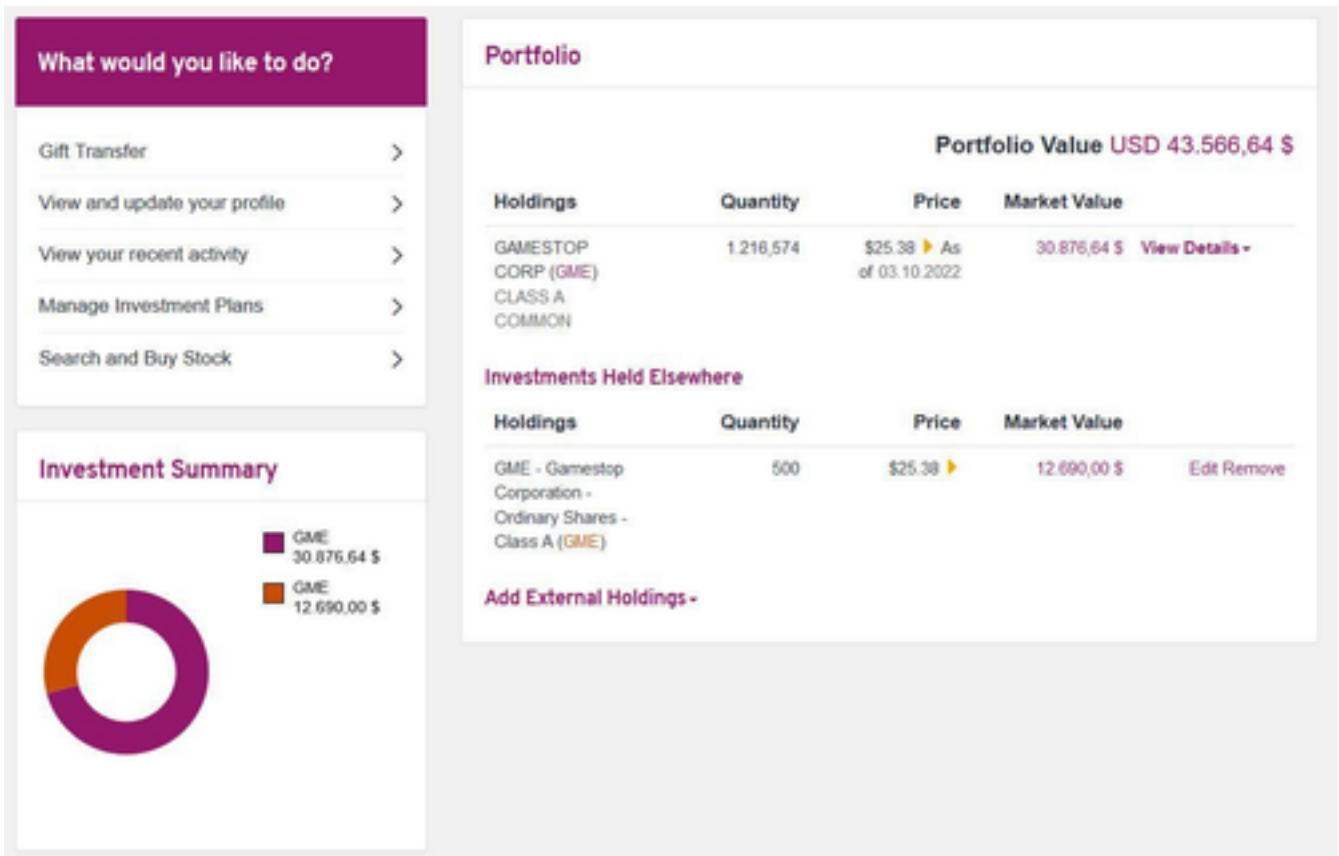 What would you like to do?
Gift Transfer
View and update your profile
View your recent activity
Manage Investment Plans
Search and Buy Stock
Investment Summary
GME
30.876,64 $
GME
12.690,00 $
Portfolio
Portfolio Value USD 43.566,64 $
Holdings Quantity Price Market Value
GAMESTOP 1.216,574 $25.38 As 30.876,64 $ View Details
CORP (GME) of 03.10.2022
CLASS A
COMMON
Investments Held Elsewhere
Holdings Quantity Price Market Value
GME - Gamestop 500 $25.38 12.690,00 $ Edit Remove
Corporation -
Ordinary Shares -
Class A (GME)
Add External Holdings